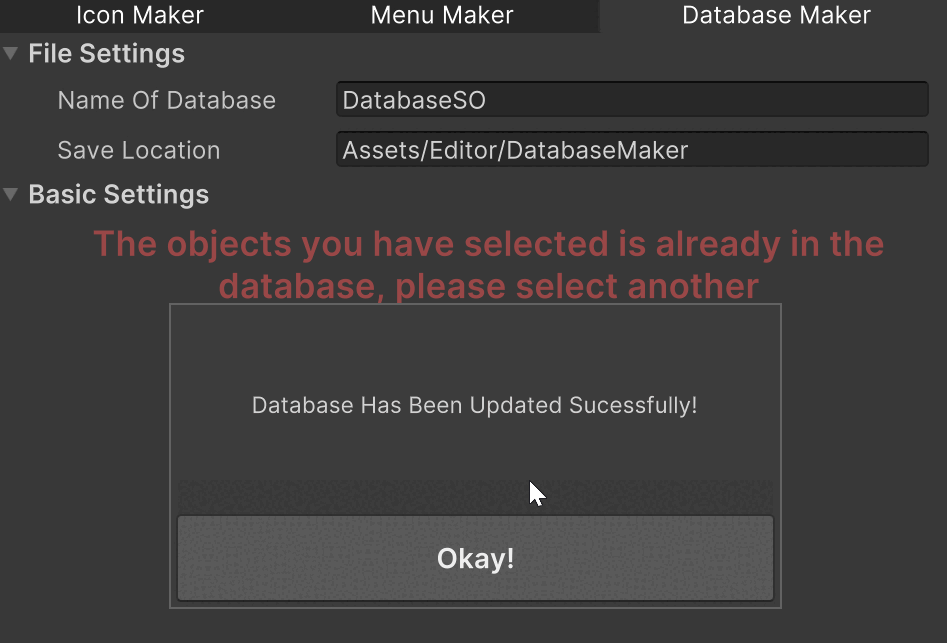 Icon Maker Menu Maker Database Maker
File Settings
Name Of Database DatabaseSO
Save Location Assets/Editor/DatabaseMaker
Basic Settings
The objects you have selected is already in the
database, please select another
Database Has Been Updated Sucessfully!
Okay!